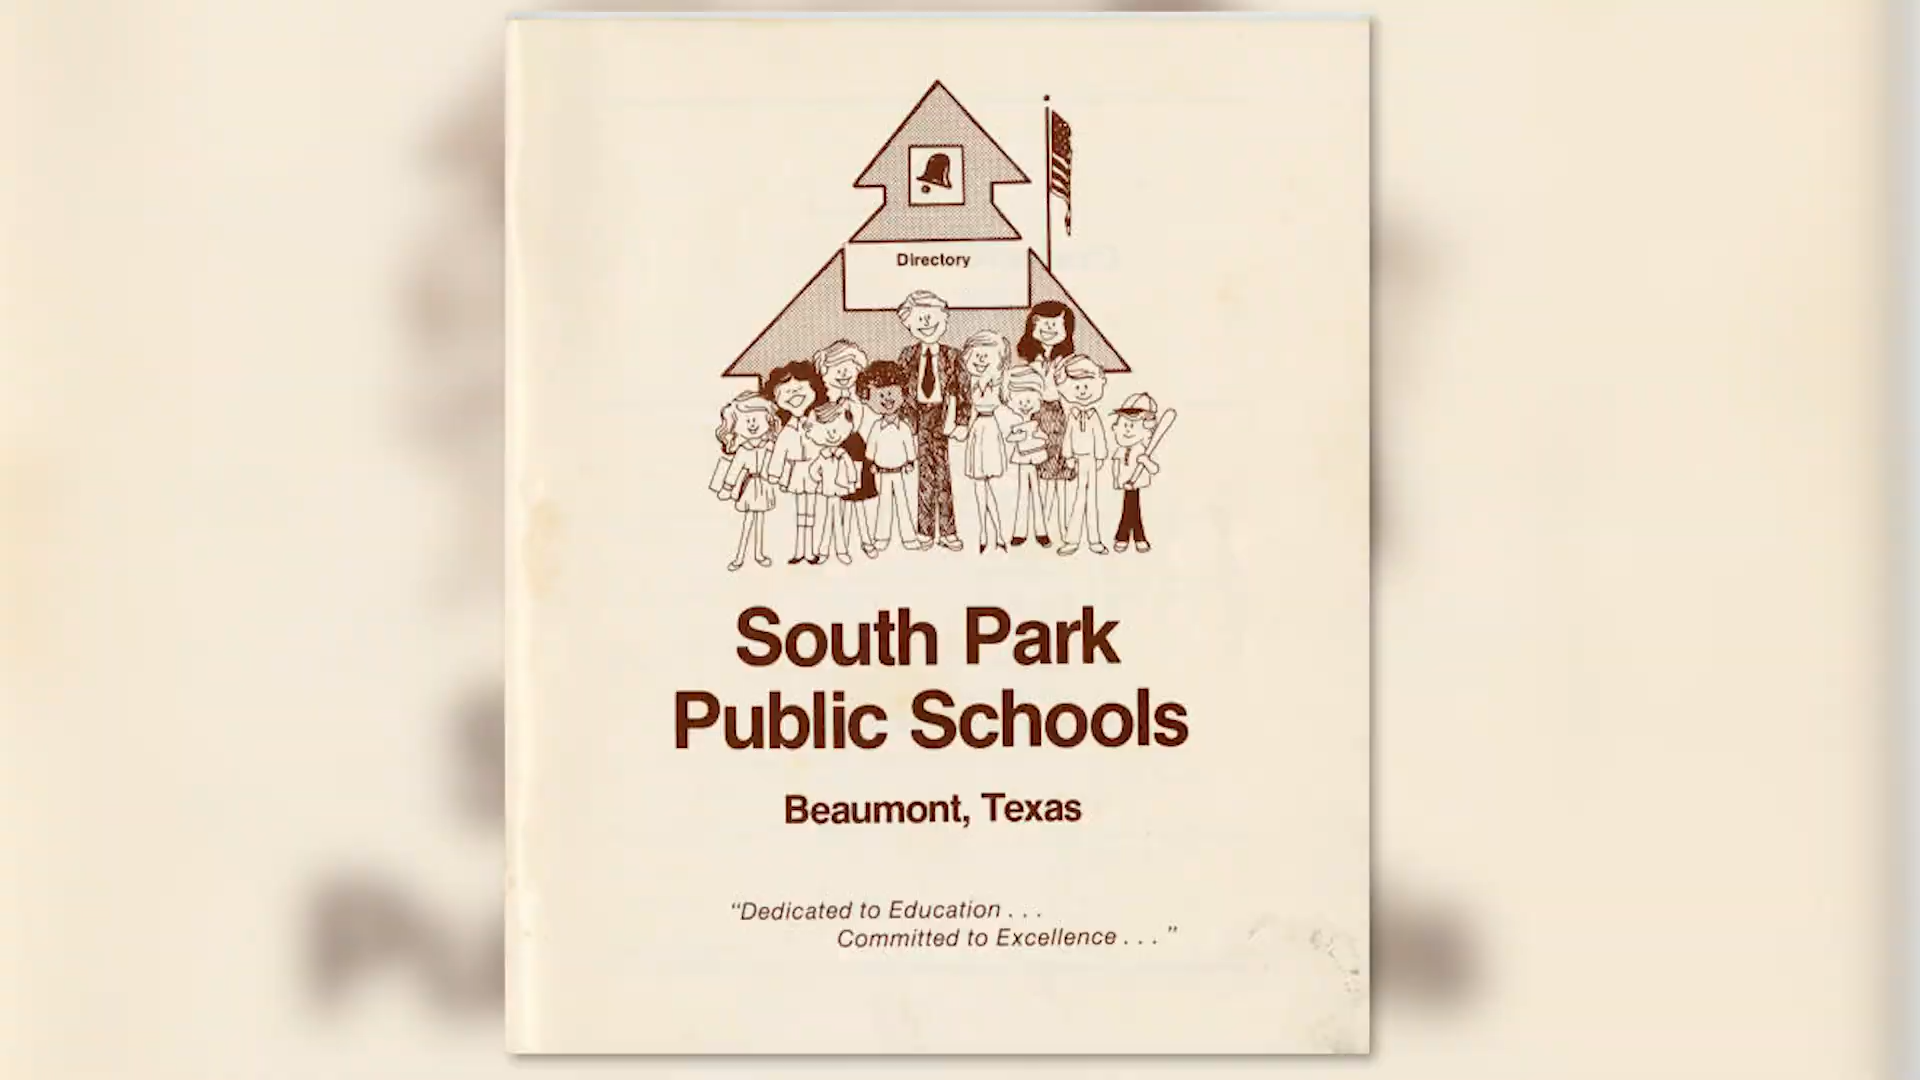 Directory
South Park
Public Schools
Beaumont, Texas
“Dedicated to Education . . .
Committed to Excellence . . . ”